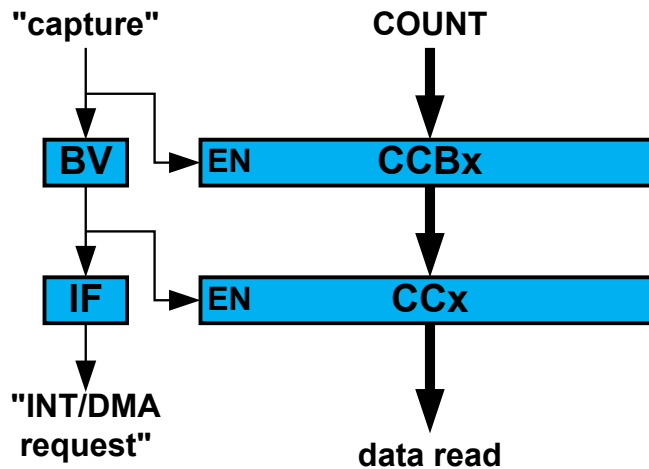 "capture" COUNT
BV EN CCBx
IF EN CCx
"INT/DMA
request"
data read